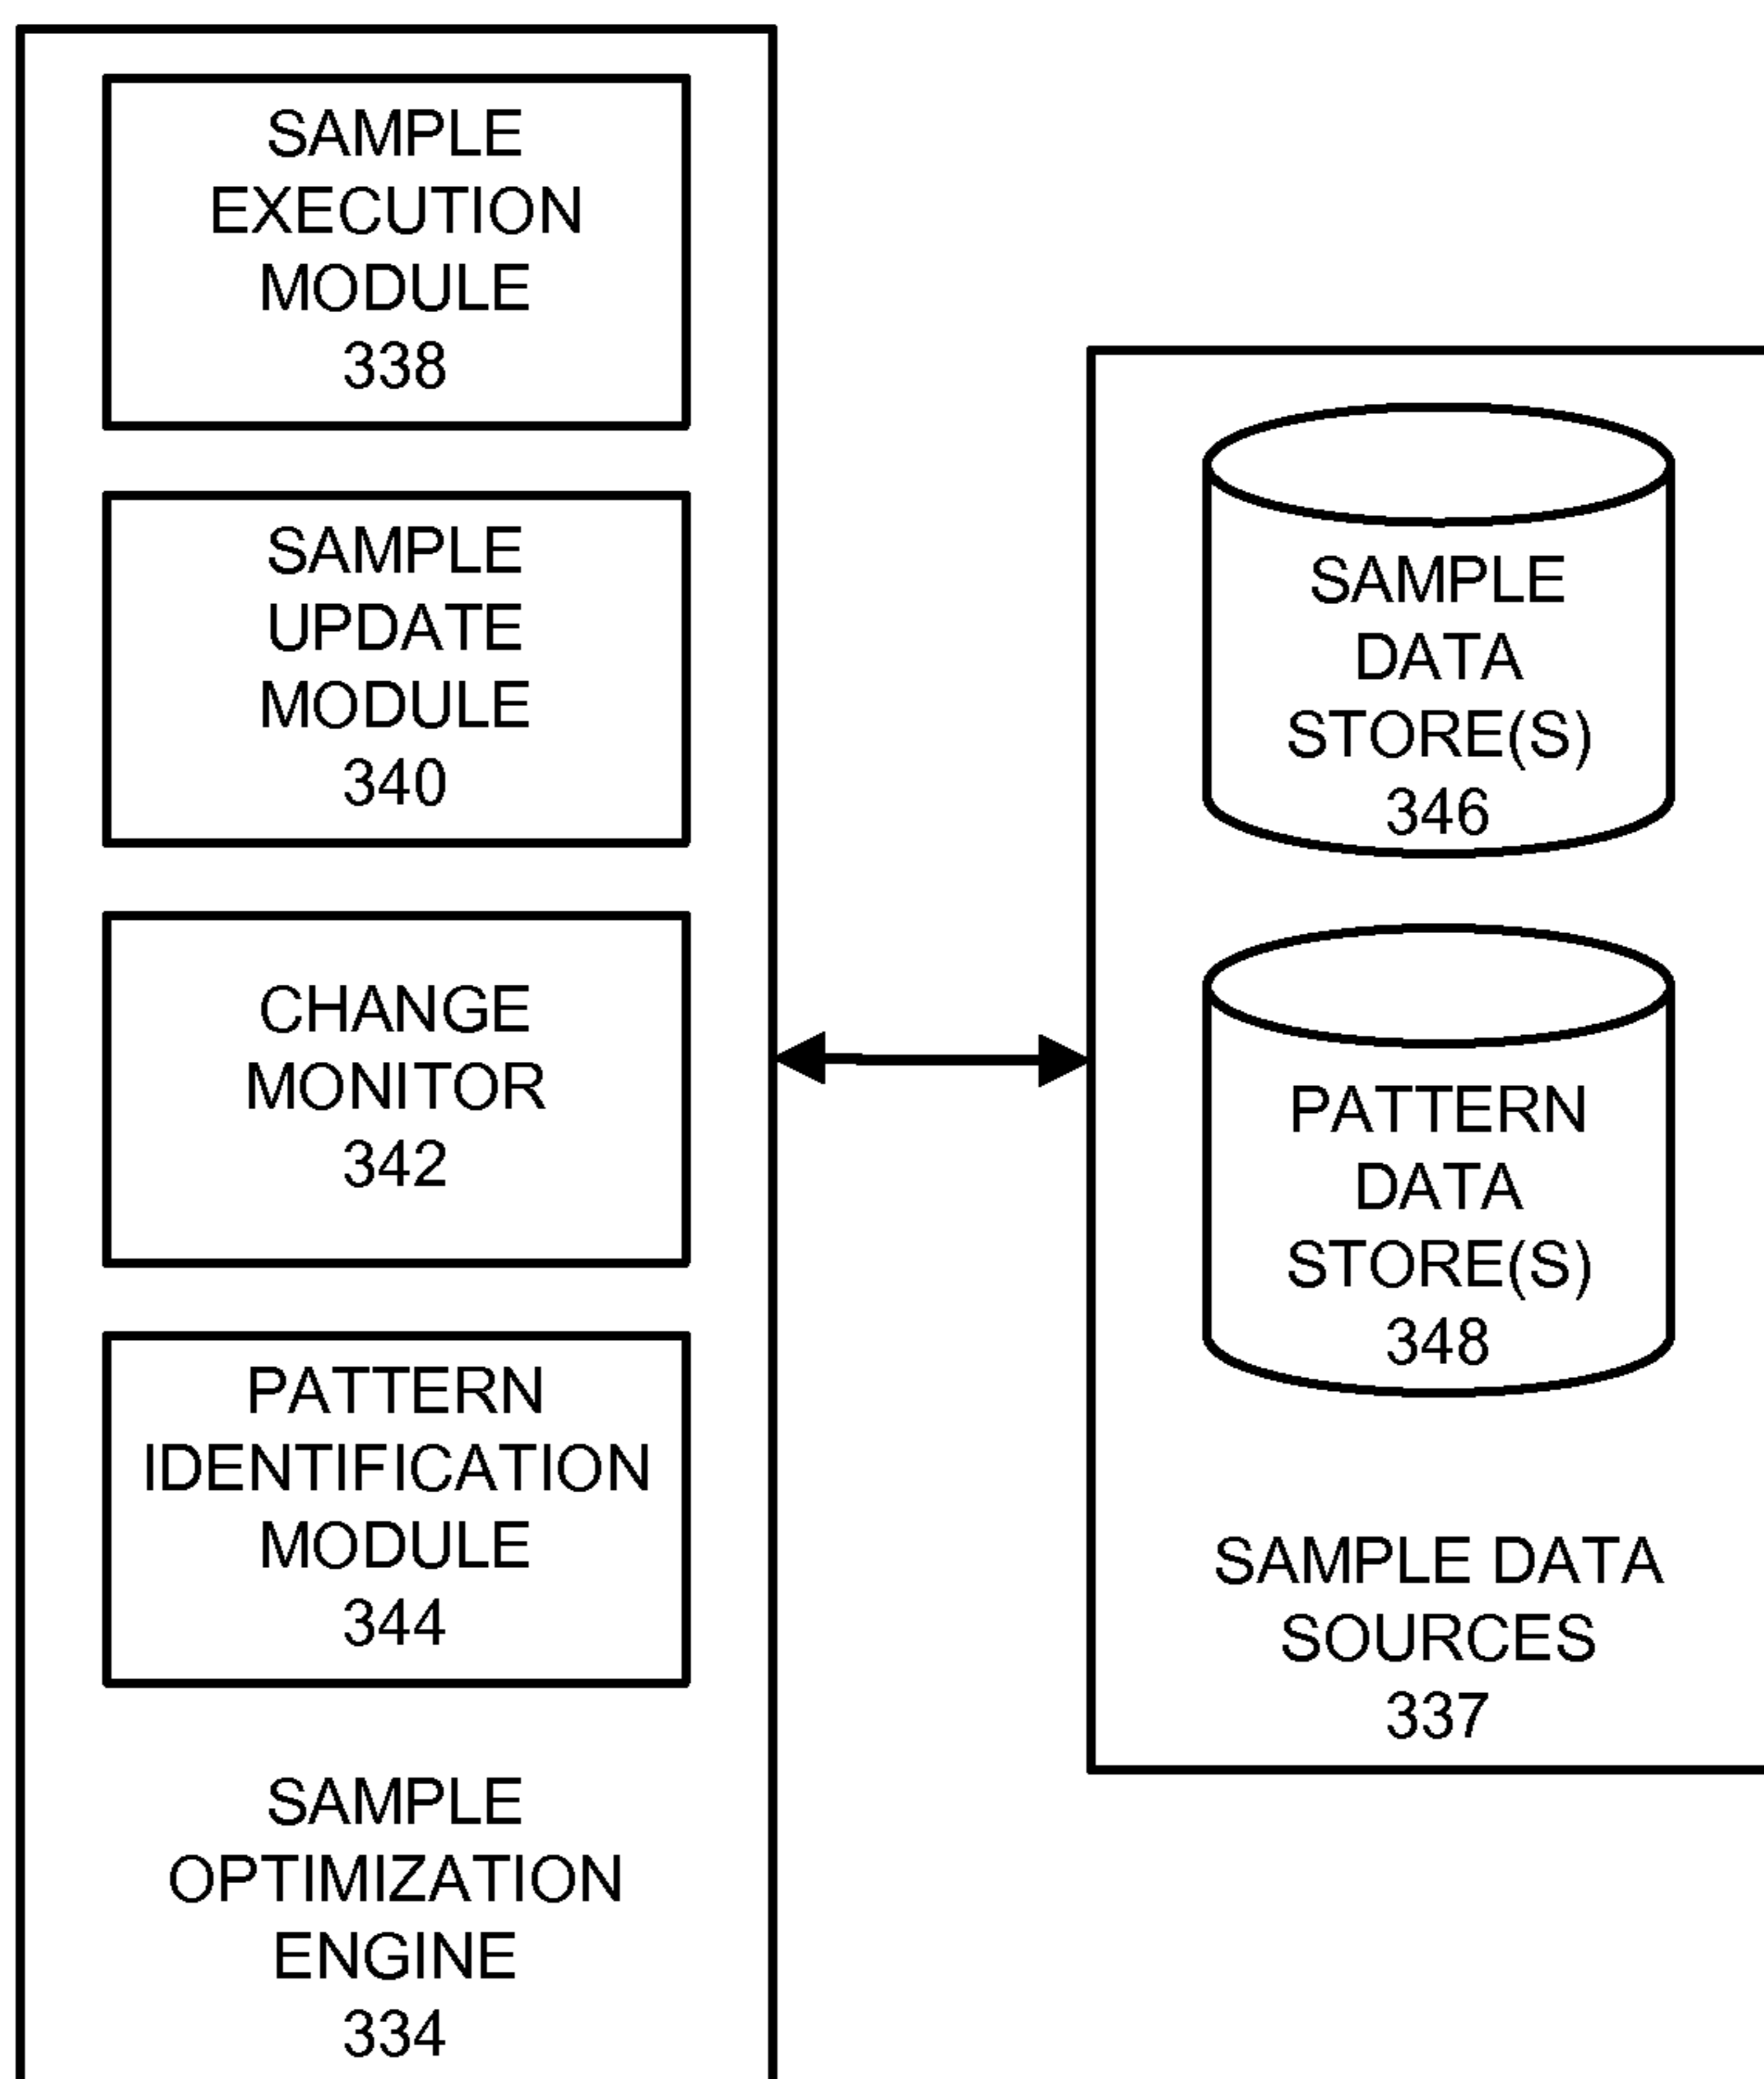 SAMPLE
EXECUTION
MODULE
338
SAMPLE
UPDATE
MODULE
340
CHANGE
MONITOR
342
PATTERN
IDENTIFICATION
MODULE
344
SAMPLE
OPTIMIZATION
ENGINE
334
SAMPLE
DATA
STORE(S)
346
PATTERN
DATA
STORE(S)
348
SAMPLE DATA
SOURCES
337